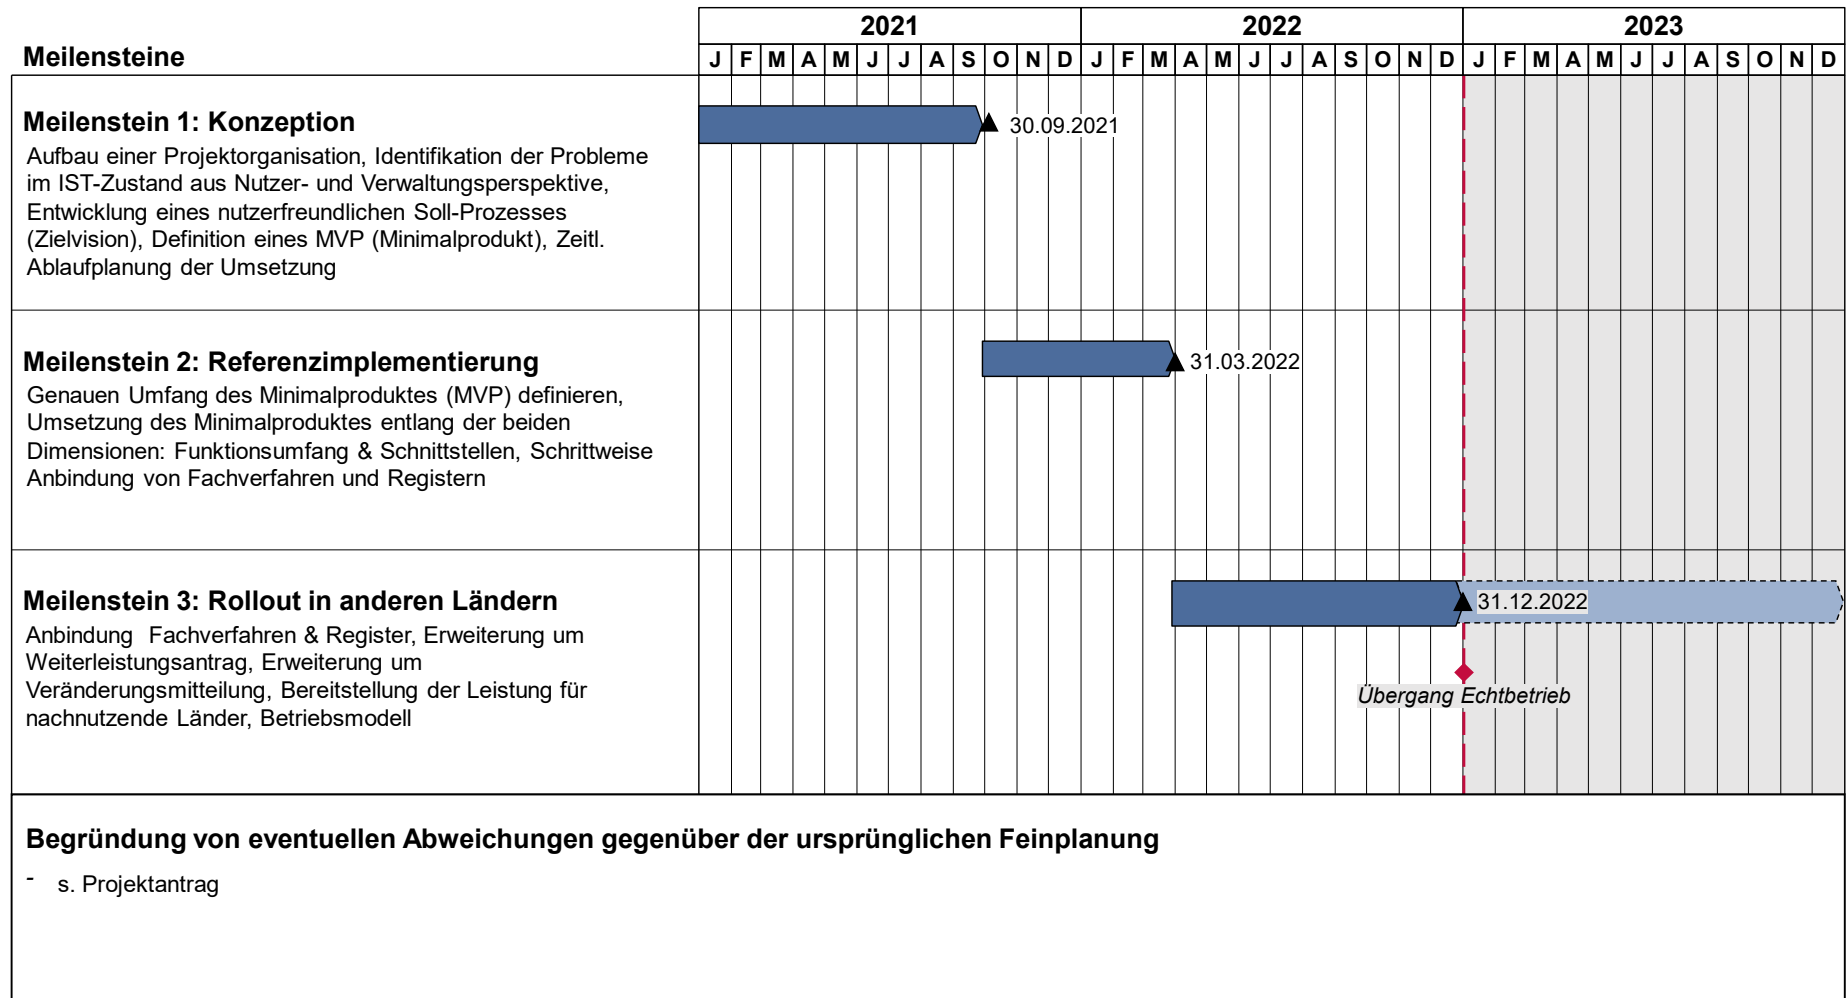 2021 2022 2023
Meilensteine
J F M A M J J A S O N D J F M A M J J A S O N D J F M A M J J A S O N D
Meilenstein 1: Konzeption
30.09.2021
Aufbau einer Projektorganisation, Identifikation der Probleme
im IST-Zustand aus Nutzer- und Verwaltungsperspektive,
Entwicklung eines nutzerfreundlichen Soll-Prozesses
(Zielvision), Definition eines MVP (Minimalprodukt), Zeitl.
Ablaufplanung der Umsetzung
Meilenstein 2: Referenzimplementierung
31.03.2022
Genauen Umfang des Minimalproduktes (MVP) definieren,
Umsetzung des Minimalproduktes entlang der beiden
Dimensionen: Funktionsumfang & Schnittstellen, Schrittweise
Anbindung von Fachverfahren und Registern
Meilenstein 3: Rollout in anderen Ländern
31.12.2022
Anbindung Fachverfahren & Register, Erweiterung um
Weiterleistungsantrag, Erweiterung um
Veränderungsmitteilung, Bereitstellung der Leistung für
nachnutzende Länder, Betriebsmodell
Übergang Echtbetrieb
Begründung von eventuellen Abweichungen gegenüber der ursprünglichen Feinplanung
- s. Projektantrag